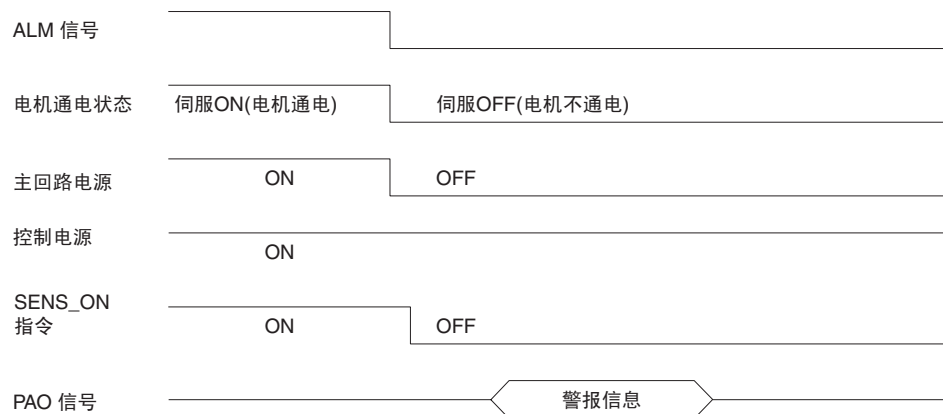 ALM 信号
电机通电状态 伺服ON(电机通电) 伺服OFF(电机不通电)
主回路电源 ON OFF
控制电源
ON
SENS_ON
指令 ON OFF
PAO 信号 警报信息